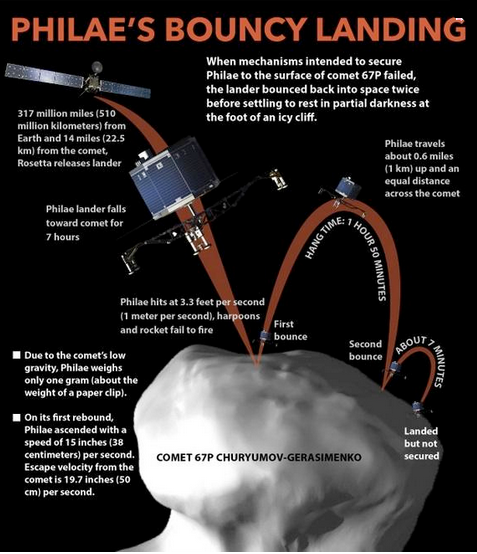 PHILAE'S BOUNCY LANDING
When mechanisms intended to secure
Philae to the surface of comet 67P failed,
the lander bounced back into space twice
before settling to rest in partial darkness at
the foot of an icy cliff.
317 million miles (510
million kilometers) from
Earth and 14 miles (22.5
km) from the comet,
Rosetta releases lander
Philae travels
about 0.6 miles
(1 km) up and an
equal distance
across the comet
Philae lander falls
toward comet for
7 hours
HANG TIME: 1 HOUR 50 MINUTES
Philae hits at 3.3 feet per second
(1 meter per second), harpoons
and rocket fail to fire
First
bounce
Second
bounce
ABOUT 7 MINUTES
Due to the comet's low
gravity, Philae weighs
only one gram (about the
weight of a paper clip).
On its first rebound,
Philae ascended with a
speed of 15 inches (38
centimeters) per second.
Escape velocity from the
comet is 19.7 inches (50
cm) per second.
Landed
but not
secured
COMET 67P CHURYUMOV-GERASIMENKO